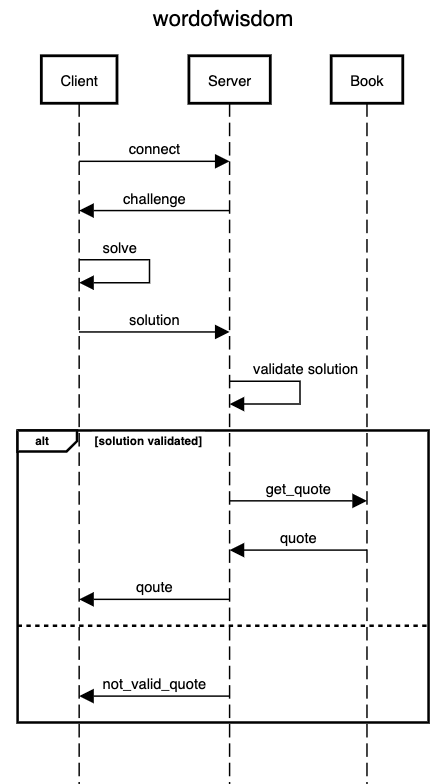 wordofwisdom
Client Server Book
connect
challenge
solve
solution
validate solution
alt [solution validated]
get_quote
quote
qoute
not_valid_quote